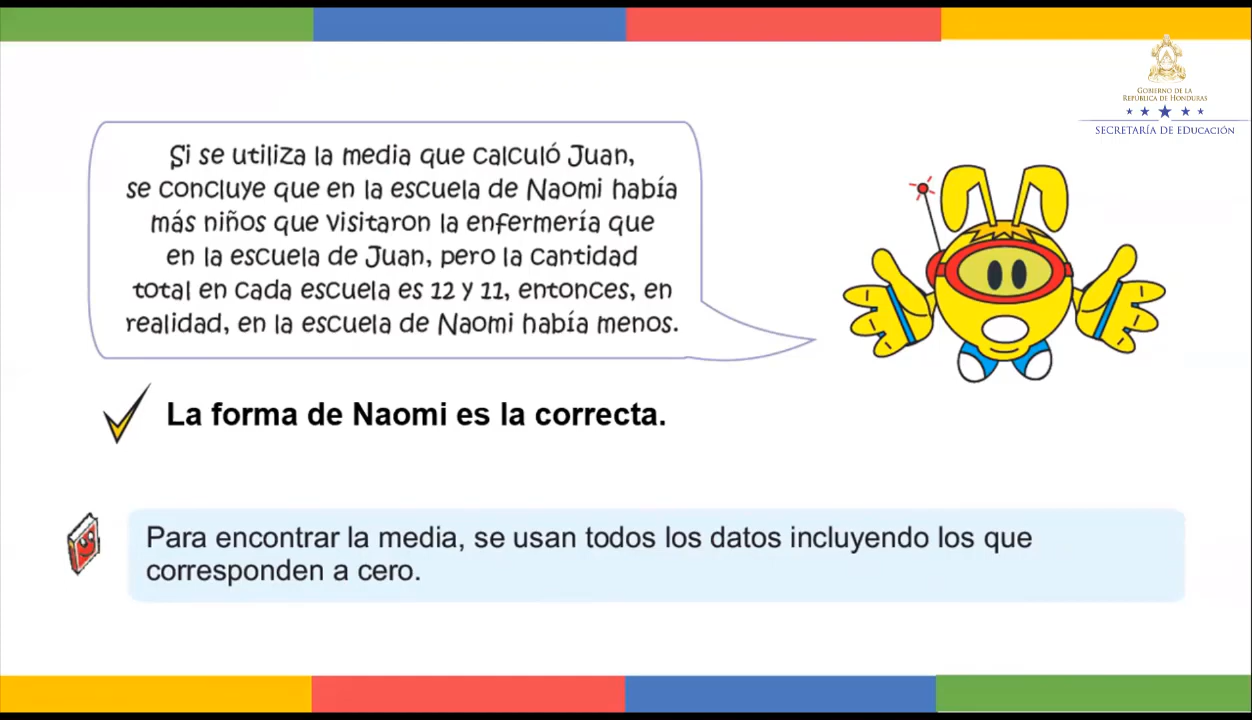 GOBIERNO DE LA
REPÚBLICA DE HONDURAS
SECRETARÍA DE EDUCACIÓN
Si se utiliza la media que calculó Juan,
se concluye que en la escuela de Naomi había
más niños que visitaron la enfermería que
en la escuela de Juan, pero la cantidad
total en cada escuela es 12 y 11, entonces, en
realidad, en la escuela de Naomi había menos.
La forma de Naomi es la correcta.
Para encontrar la media, se usan todos los datos incluyendo los que
corresponden a cero.